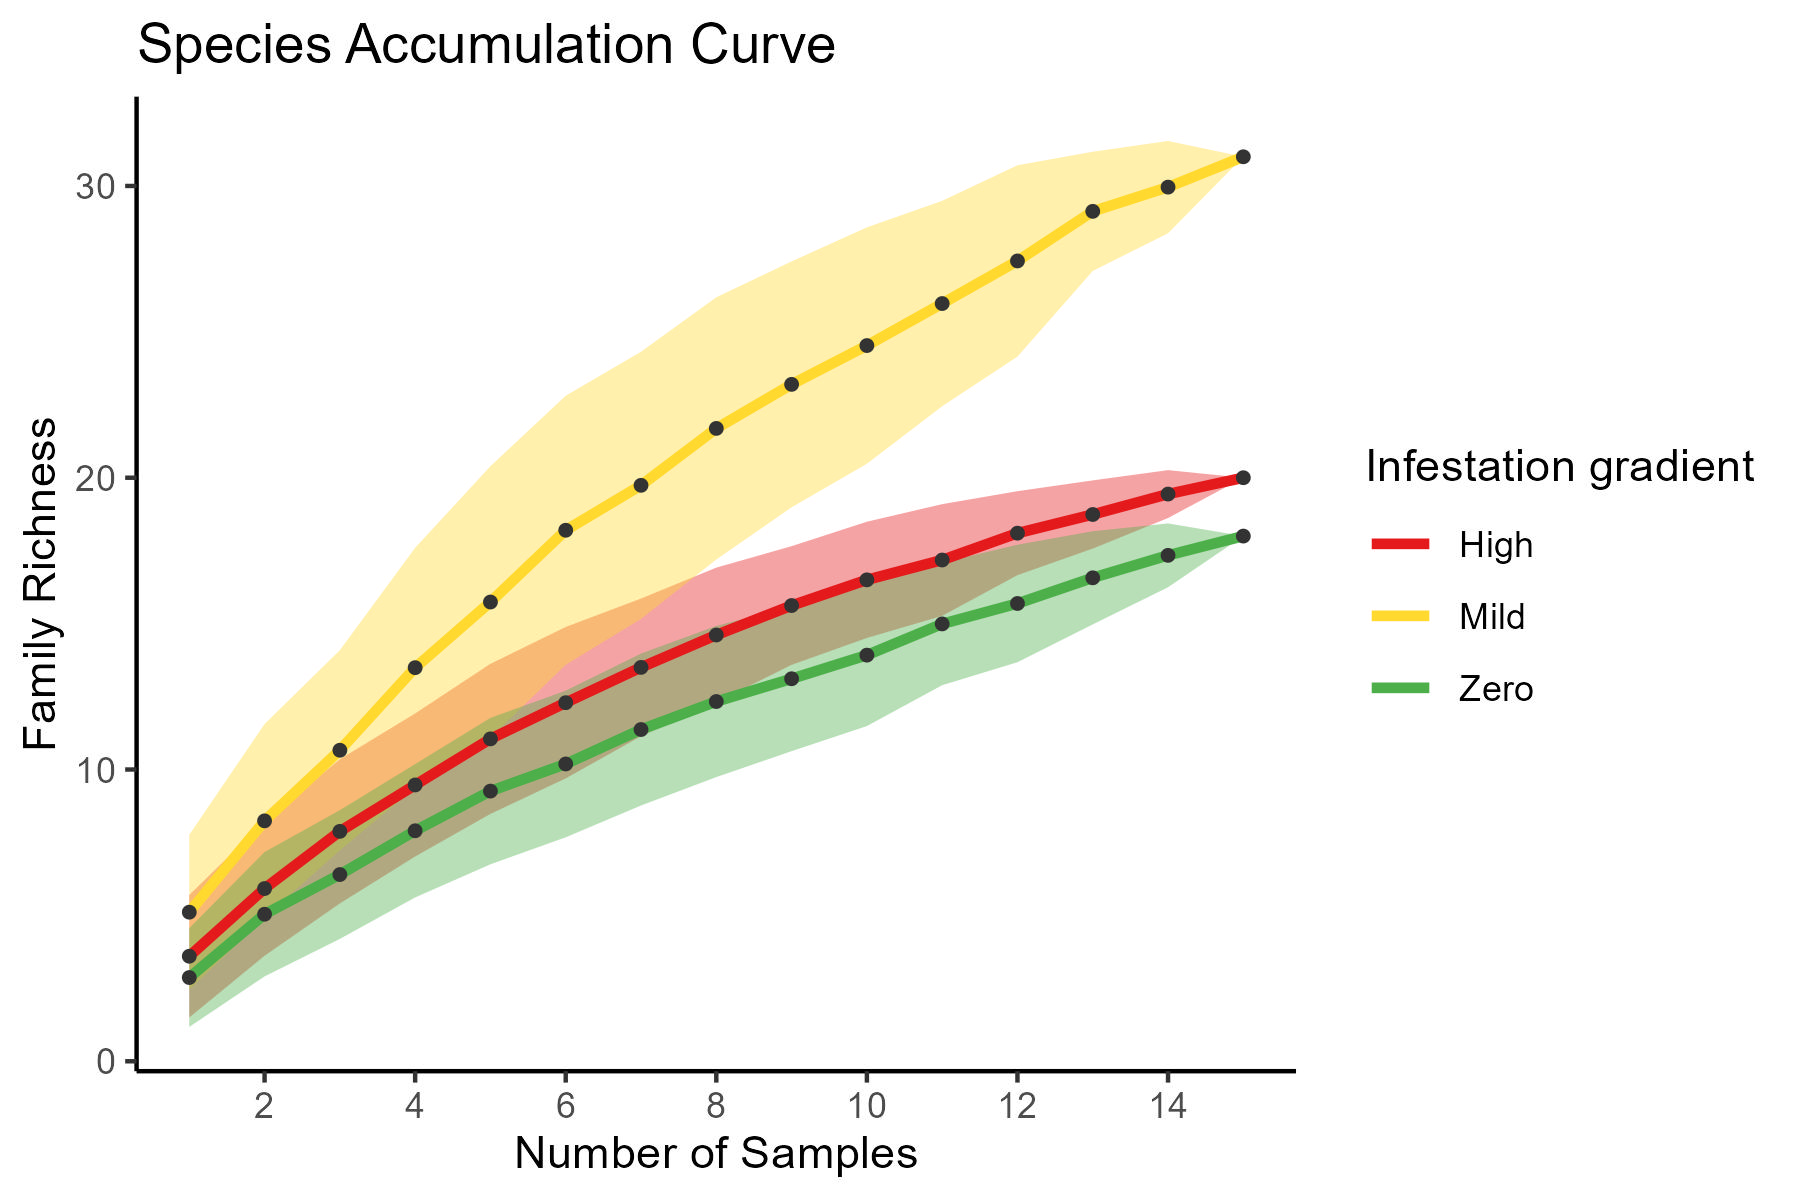 Species Accumulation Curve
Family Richness
30
20
10
0
2 4 6 8 10 12 14
Number of Samples
Infestation gradient
High
Mild
Zero